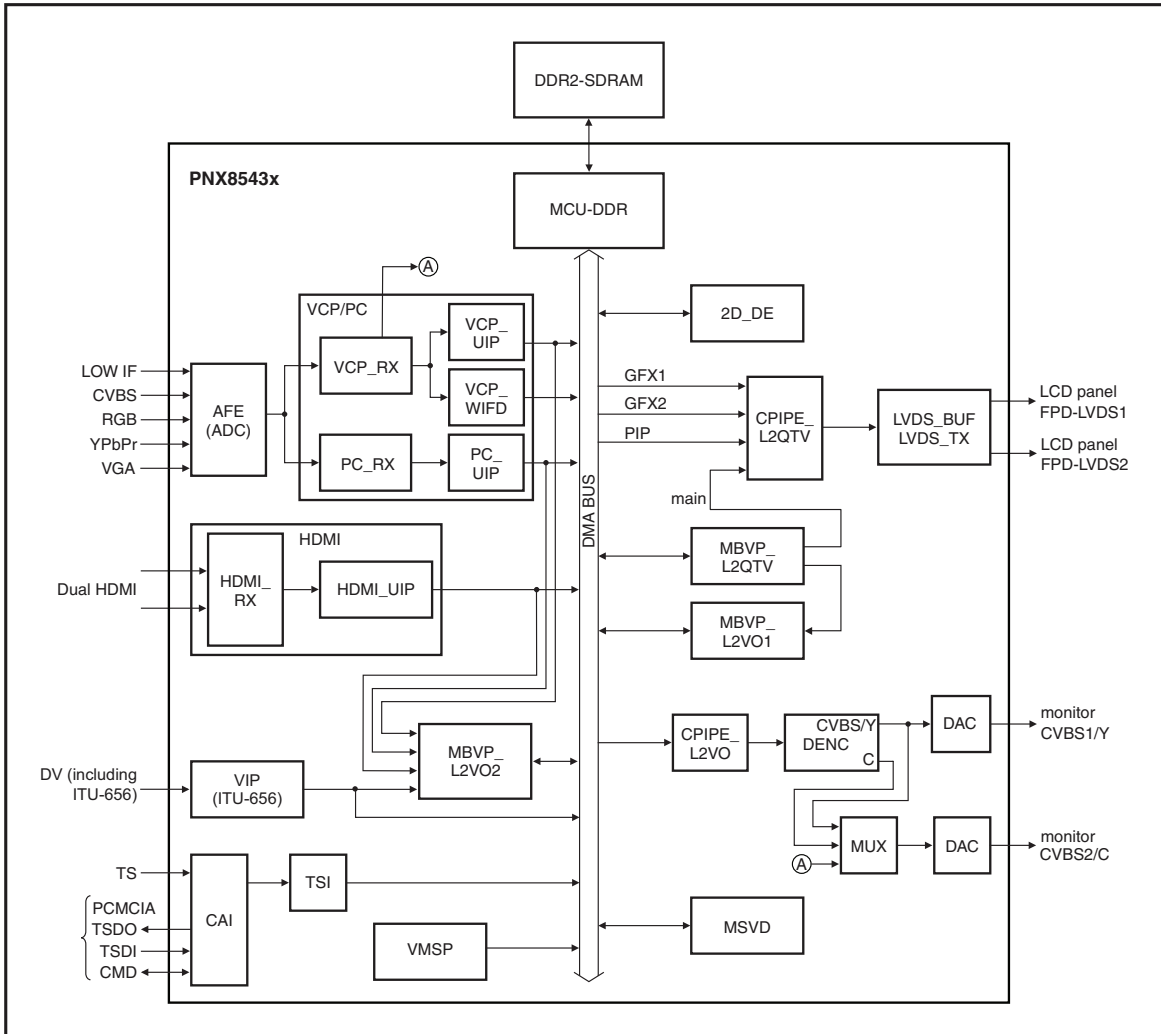 DDR2-SDRAM
PNX8543x
MCU-DDR
A
VCP/PC
VCP_RX
VCP_
UIP
VCP_
WIFD
PC_RX
PC_
UIP
LOW IF
CVBS
RGB
YPbPr
VGA
AFE
(ADC)
2D_DE
GFX1
GFX2
PIP
main
CPIPE_
L2QTV
LVDS_BUF
LVDS_TX
LCD panel
FPD-LVDS1
LCD panel
FPD-LVDS2
DMA BUS
Dual HDMI
HDMI
HDMI_
RX
HDMI_UIP
MBVP_
L2QTV
MBVP_
L2VO1
MBVP_
L2VO2
DV (including
ITU-656)
VIP
(ITU-656)
CPIPE_
L2VO
CVBS/Y
DENC
C
DAC
monitor
CVBS1/Y
A
MUX
DAC
monitor
CVBS2/C
TS
PCMCIA
TSDO
TSDI
CMD
CAI
TSI
VMSP
MSVD